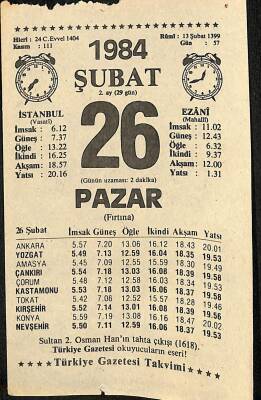 Hicrî : 24 C.Evvel 1404
Kasım : 111
Rûmî : 13 Şubat 1399
Gün : 57
1984
ŞUBAT
2. ay (29 gün)
26
İSTANBUL
(Vasatî)
İmsak : 6.12
Güneş : 7.37
Öğle : 13.22
İkindi : 16.25
Akşam : 18.57
Yatsı : 20.16
EZÂNÎ
(Mahallî)
İmsak : 11.02
Güneş : 12.43
Öğle : 6.32
İkindi : 9.37
Akşam : 12.00
Yatsı : 1.31
(Günün uzaması: 2 dakika)
PAZAR
(Fırtına)
26 Şubat İmsak Güneş Öğle İkindi Akşam Yatsı
ANKARA 5.57 7.20 13.06 16.12 18.43 20.01
YOZGAT 5.49 7.13 12.59 16.04 18.35 19.53
AMASYA 5.45 7.09 12.55 15.59 18.30 19.49
ÇANKIRI 5.54 7.18 13.03 16.08 18.39 19.58
ÇORUM 5.48 7.12 12.58 16.03 18.34 19.53
KASTAMONU 5.53 7.18 13.03 16.06 18.37 19.58
TOKAT 5.42 7.06 12.52 15.57 18.28 19.46
KIRŞEHİR 5.52 7.14 13.01 16.08 18.39 19.56
KONYA 5.59 7.19 13.08 16.16 18.47 20.02
NEVŞEHİR 5.50 7.11 12.59 16.06 18.37 19.53
Sultan 2. Osman Han'ın tahta çıkışı (1618).
Türkiye Gazetesi okuyucuların eseri!
Türkiye Gazetesi Takvimi